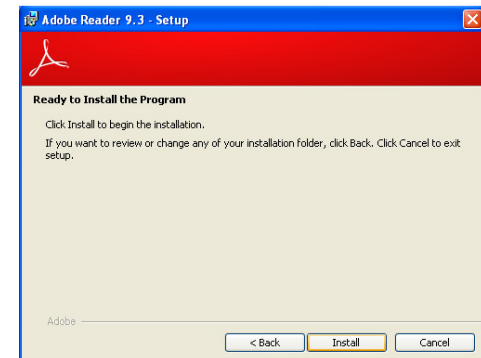 Adobe Reader 9.3 - Setup
Ready to Install the Program
Click Install to begin the installation.
If you want to review or change any of your installation folder, click Back. Click Cancel to exit
setup.
Adobe
< Back Install Cancel